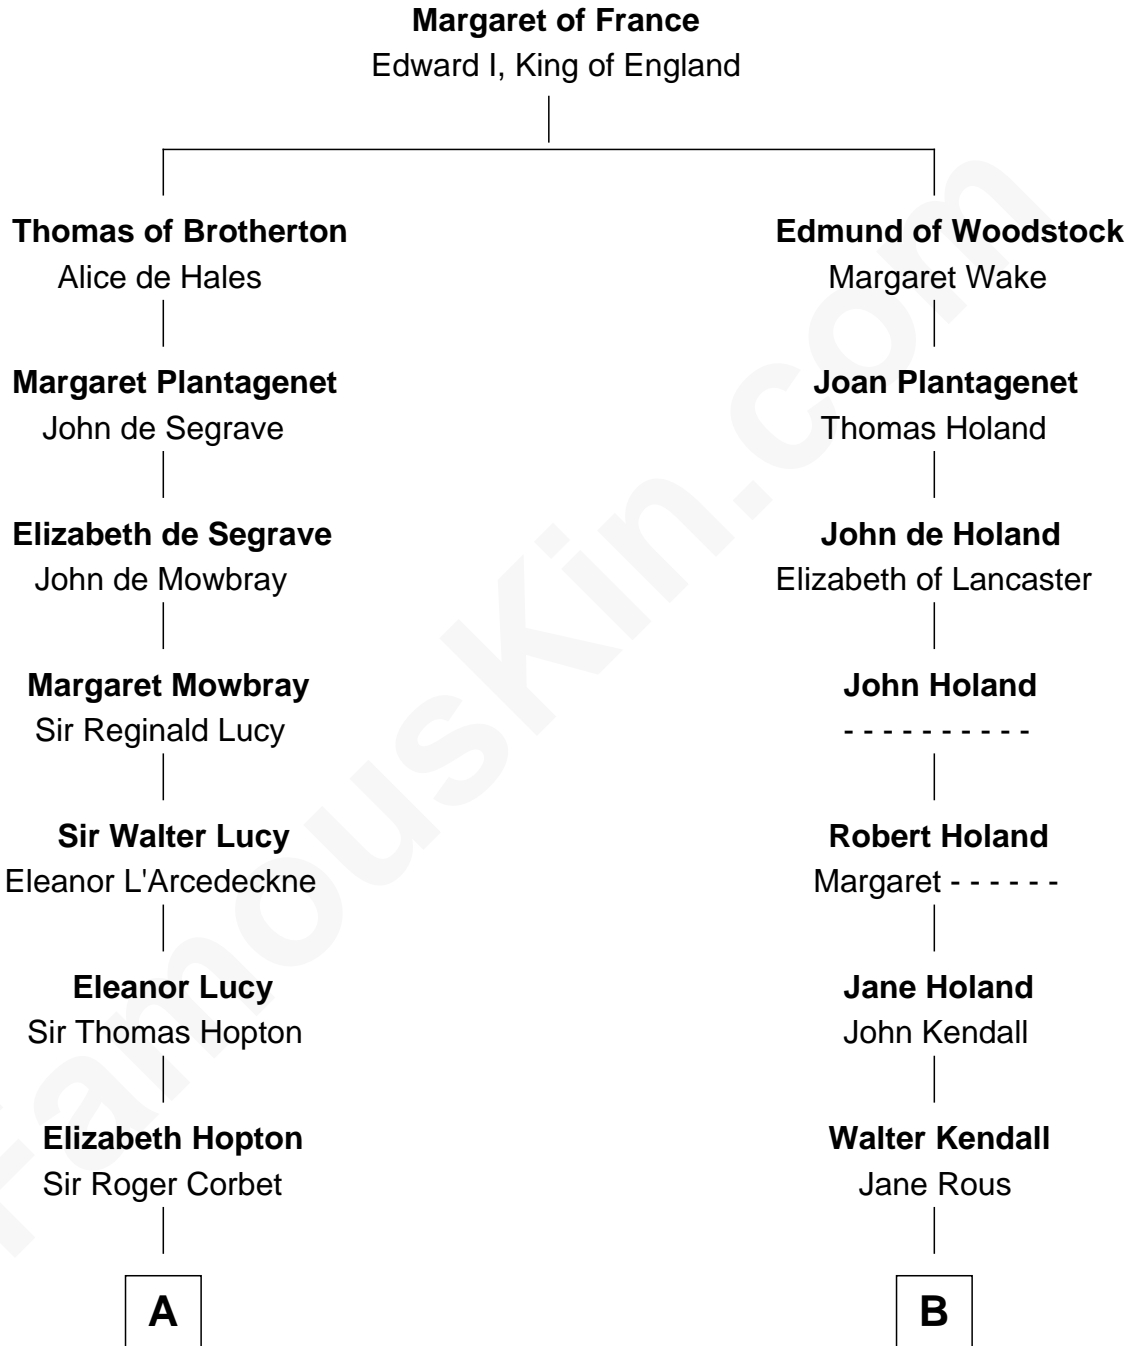 Margaret of France
Edward I, King of England
Thomas of Brotherton
Alice de Hales
Edmund of Woodstock
Margaret Wake
Margaret Plantagenet
John de Segrave
Joan Plantagenet
Thomas Holand
Elizabeth de Segrave
John de Mowbray
John de Holand
Elizabeth of Lancaster
Margaret Mowbray
Sir Reginald Lucy
John Holand
- - - - - - - - - -
Sir Walter Lucy
Eleanor L'Arcedeckne
Robert Holand
Margaret - - - - - -
Eleanor Lucy
Sir Thomas Hopton
Jane Holand
John Kendall
Elizabeth Hopton
Sir Roger Corbet
Walter Kendall
Jane Rous
A
B
FamousKin.com